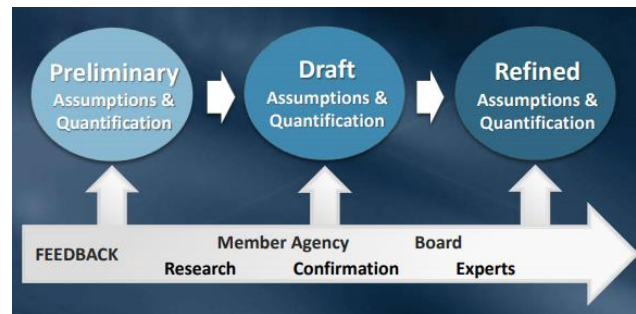 Preliminary
Assumptions &
Quantification
Draft
Assumptions &
Quantification
Refined
Assumptions &
Quantification
FEEDBACK
Member Agency Board
Research Confirmation Experts